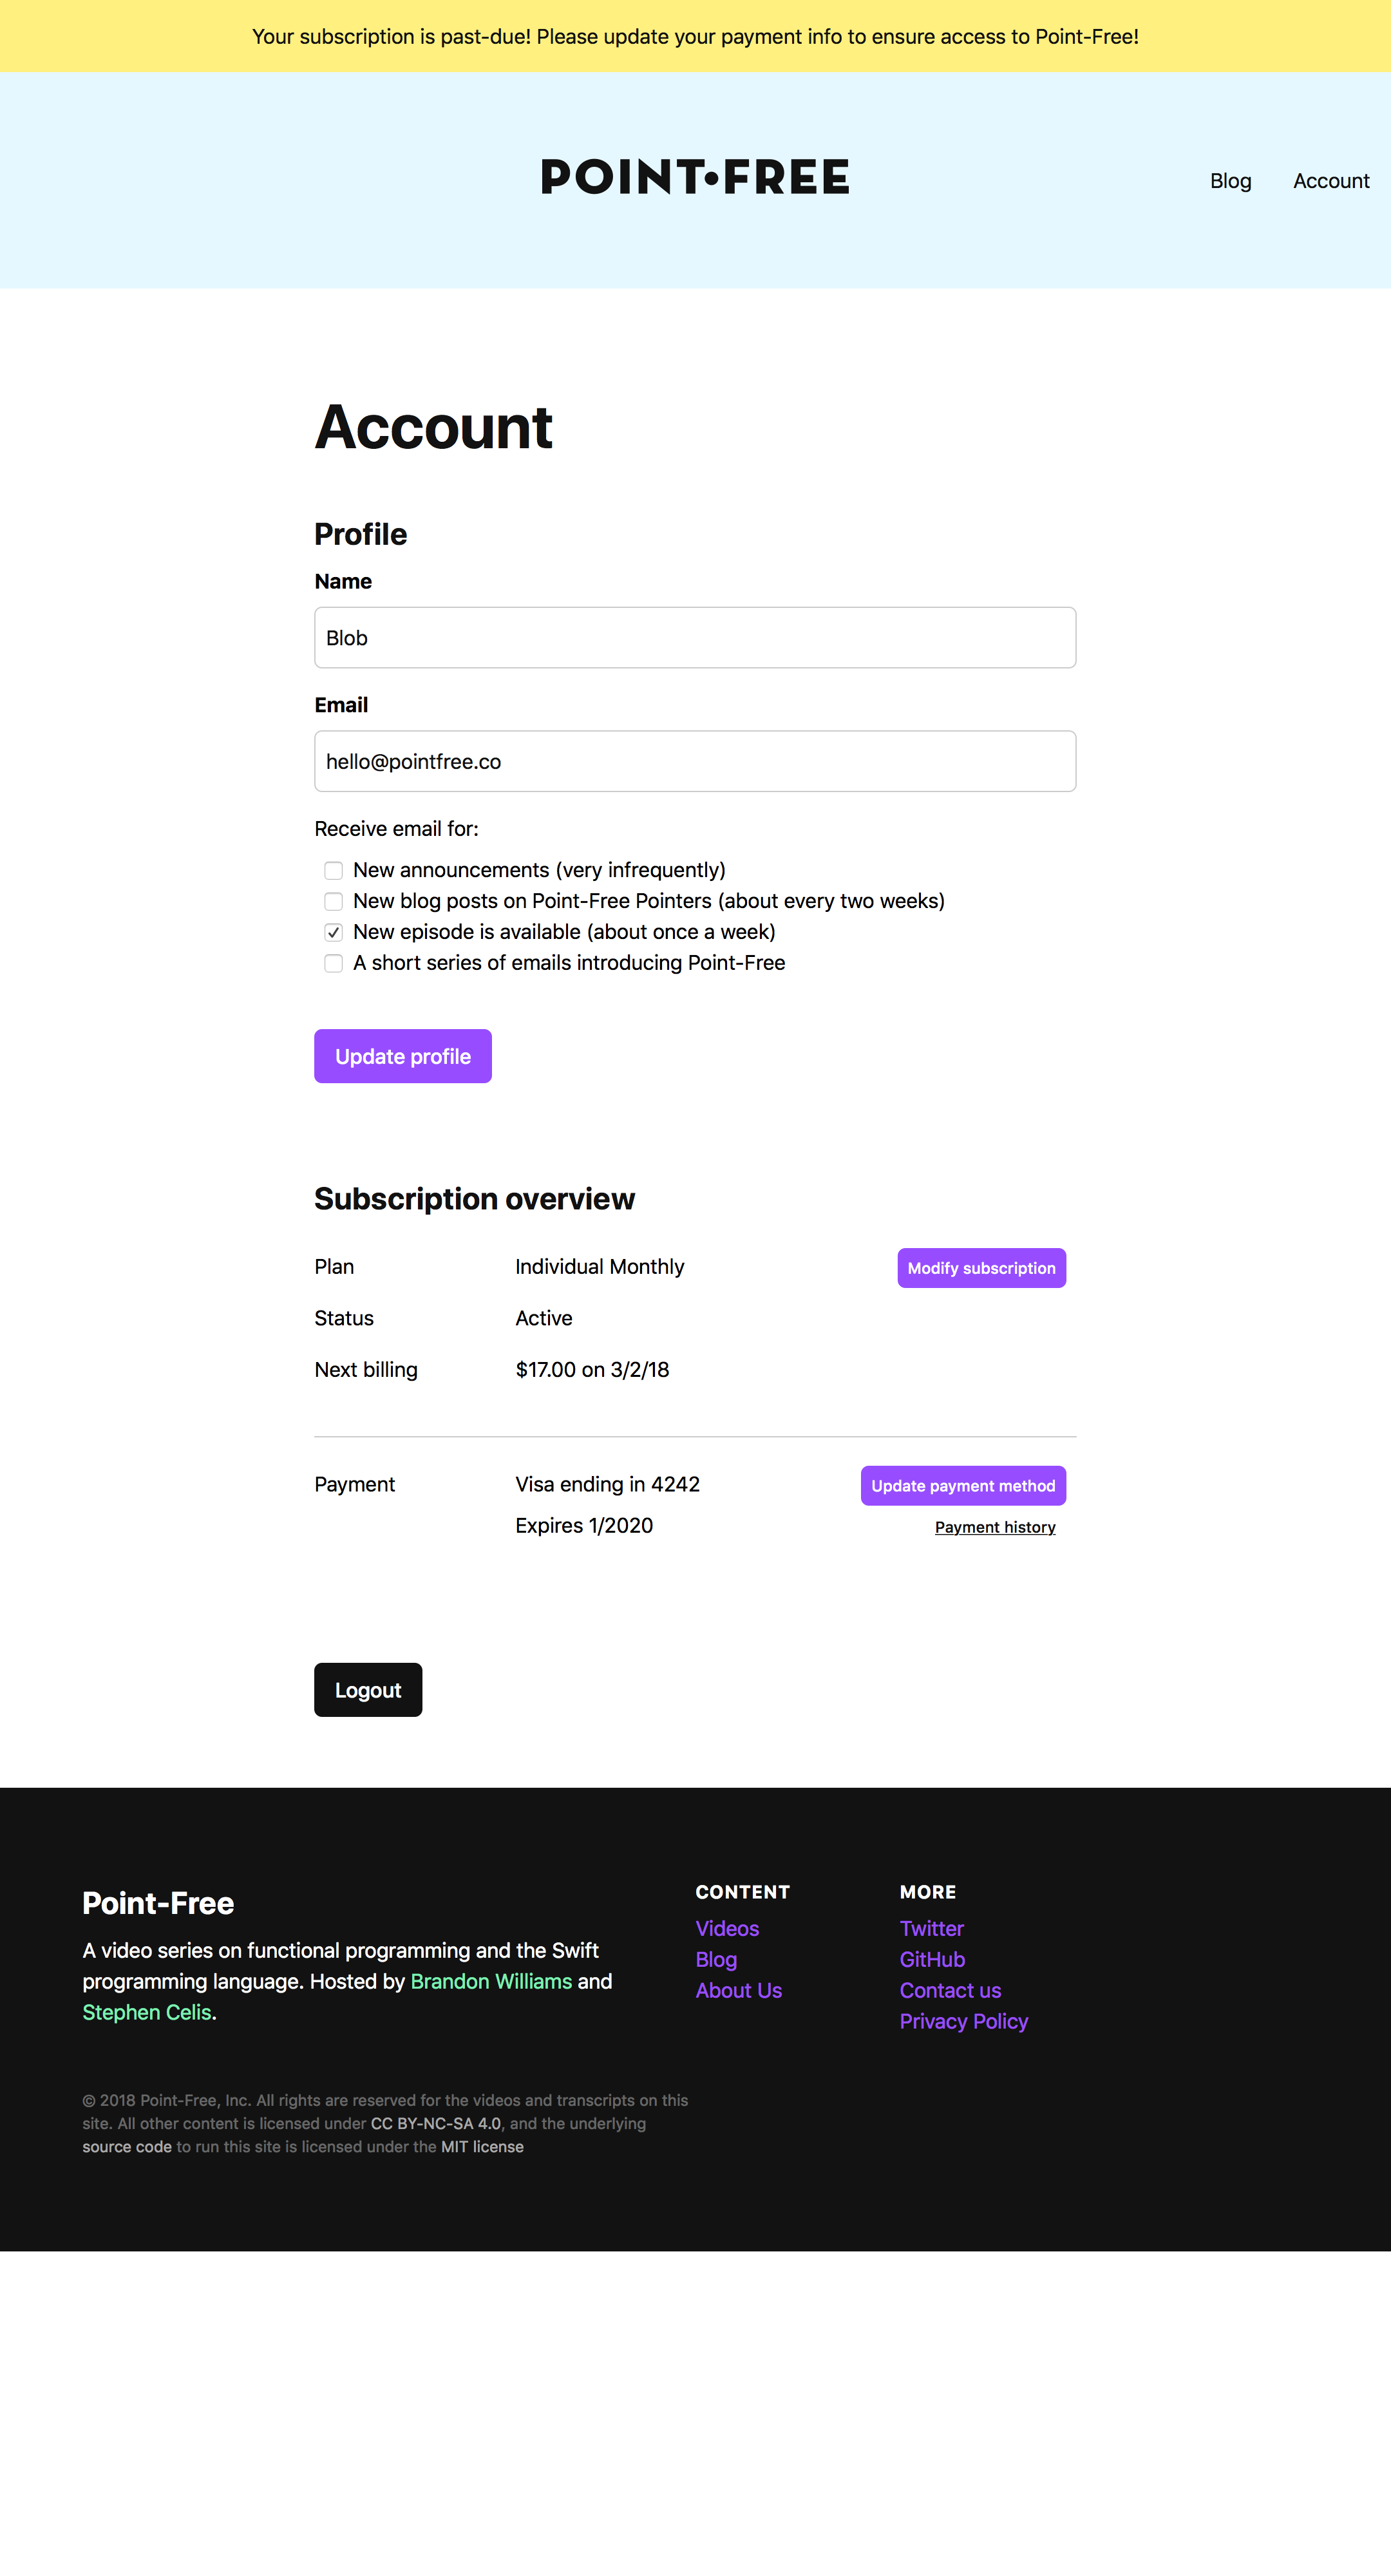 Your subscription is past-due! Please update your payment info to ensure access to Point-Free!
POINT•FREE
Blog
Account
Account
Profile
Name
Blob
Email
hello@pointfree.co
Receive email for:
New announcements (very infrequently)
New blog posts on Point-Free Pointers (about every two weeks)
New episode is available (about once a week)
A short series of emails introducing Point-Free
Update profile
Subscription overview
Plan
Individual Monthly
Modify subscription
Status
Active
Next billing
$17.00 on 3/2/18
Payment
Visa ending in 4242
Update payment method
Expires 1/2020
Payment history
Logout
Point-Free
A video series on functional programming and the Swift
programming language. Hosted by Brandon Williams and
Stephen Celis.
CONTENT
Videos
Blog
About Us
MORE
Twitter
GitHub
Contact us
Privacy Policy
© 2018 Point-Free, Inc. All rights are reserved for the videos and transcripts on this
site. All other content is licensed under CC BY-NC-SA 4.0, and the underlying
source code to run this site is licensed under the MIT license